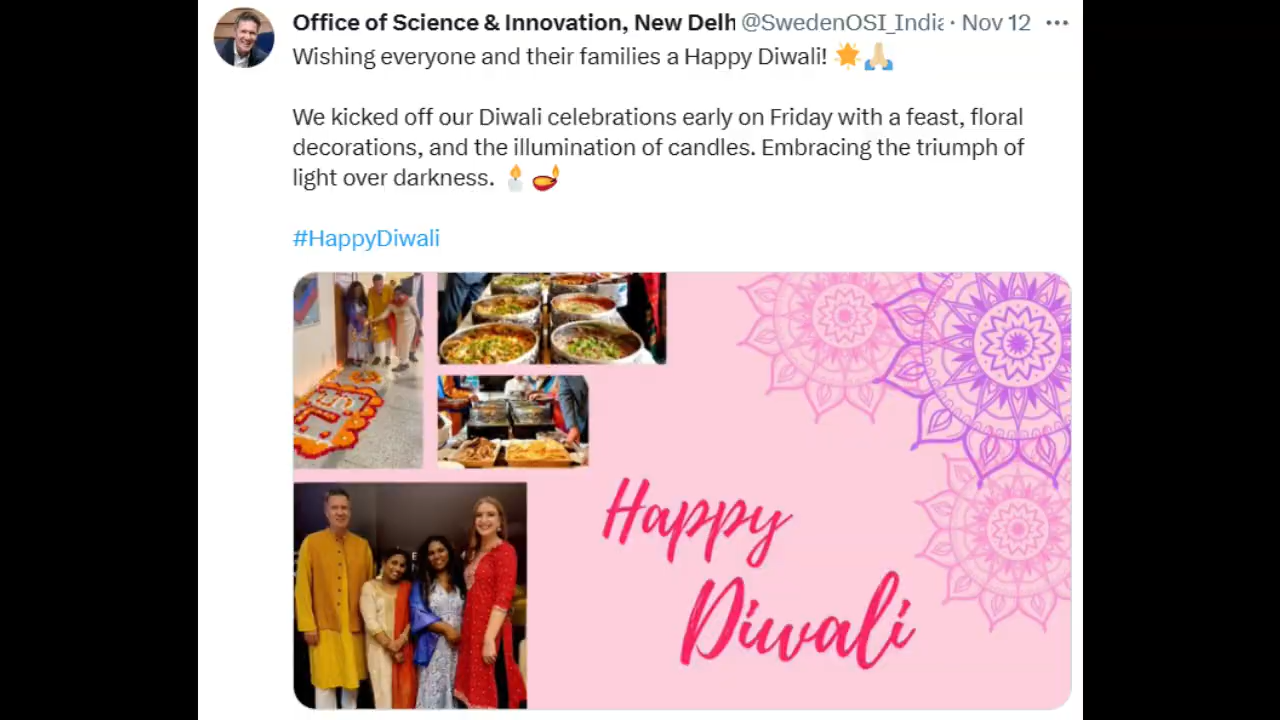 Office of Science & Innovation, New Delh @SwedenOSI_India · Nov 12
Wishing everyone and their families a Happy Diwali! 🌟🙏🏼
We kicked off our Diwali celebrations early on Friday with a feast, floral
decorations, and the illumination of candles. Embracing the triumph of
light over darkness. 🕯️🪔
#HappyDiwali
Happy
Diwali